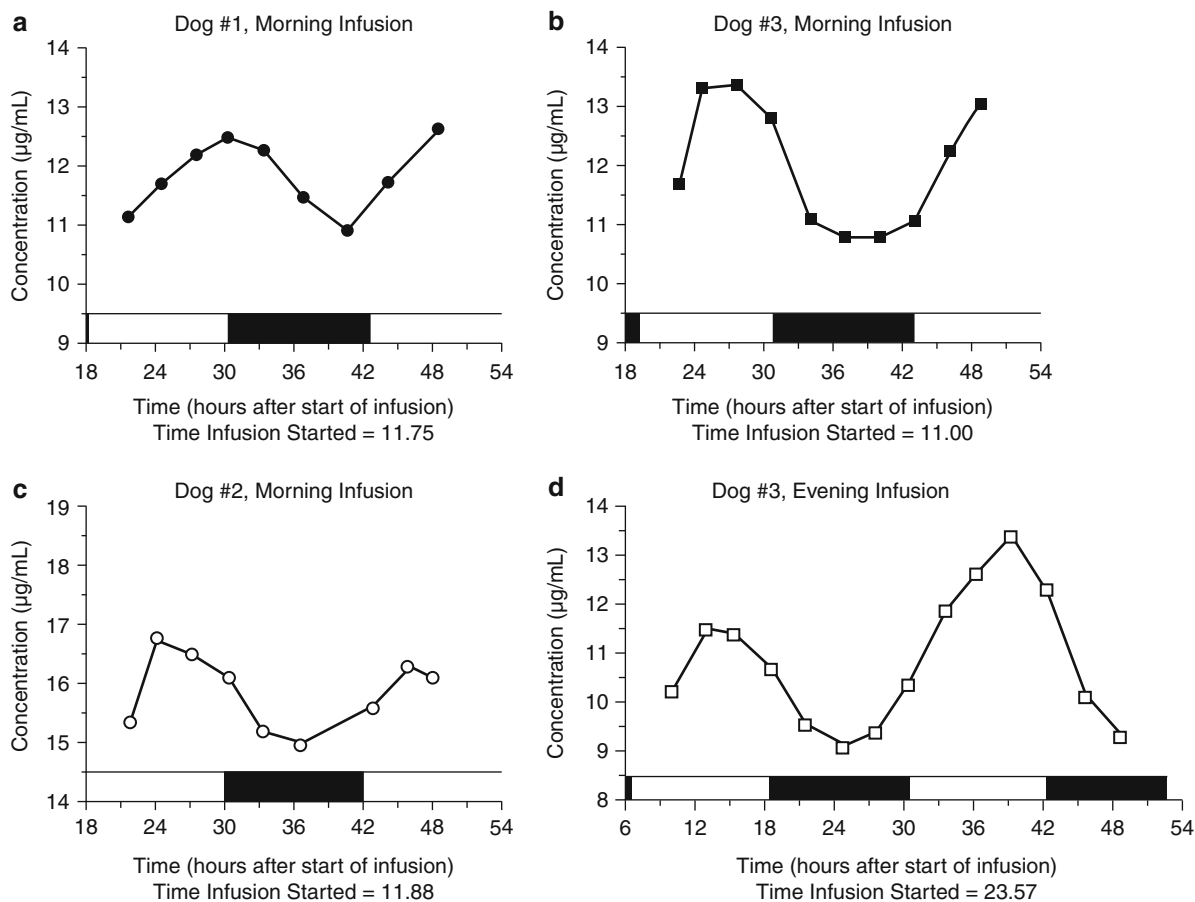 a
Dog #1, Morning Infusion
Concentration (µg/mL)
14
13
12
11
10
9
18 24 30 36 42 48 54
Time (hours after start of infusion)
Time Infusion Started = 11.75
b
Dog #3, Morning Infusion
Concentration (µg/mL)
14
13
12
11
10
9
18 24 30 36 42 48 54
Time (hours after start of infusion)
Time Infusion Started = 11.00
c
Dog #2, Morning Infusion
Concentration (µg/mL)
19
18
17
16
15
14
18 24 30 36 42 48 54
Time (hours after start of infusion)
Time Infusion Started = 11.88
d
Dog #3, Evening Infusion
Concentration (µg/mL)
14
13
12
11
10
9
8
6 12 18 24 30 36 42 48 54
Time (hours after start of infusion)
Time Infusion Started = 23.57